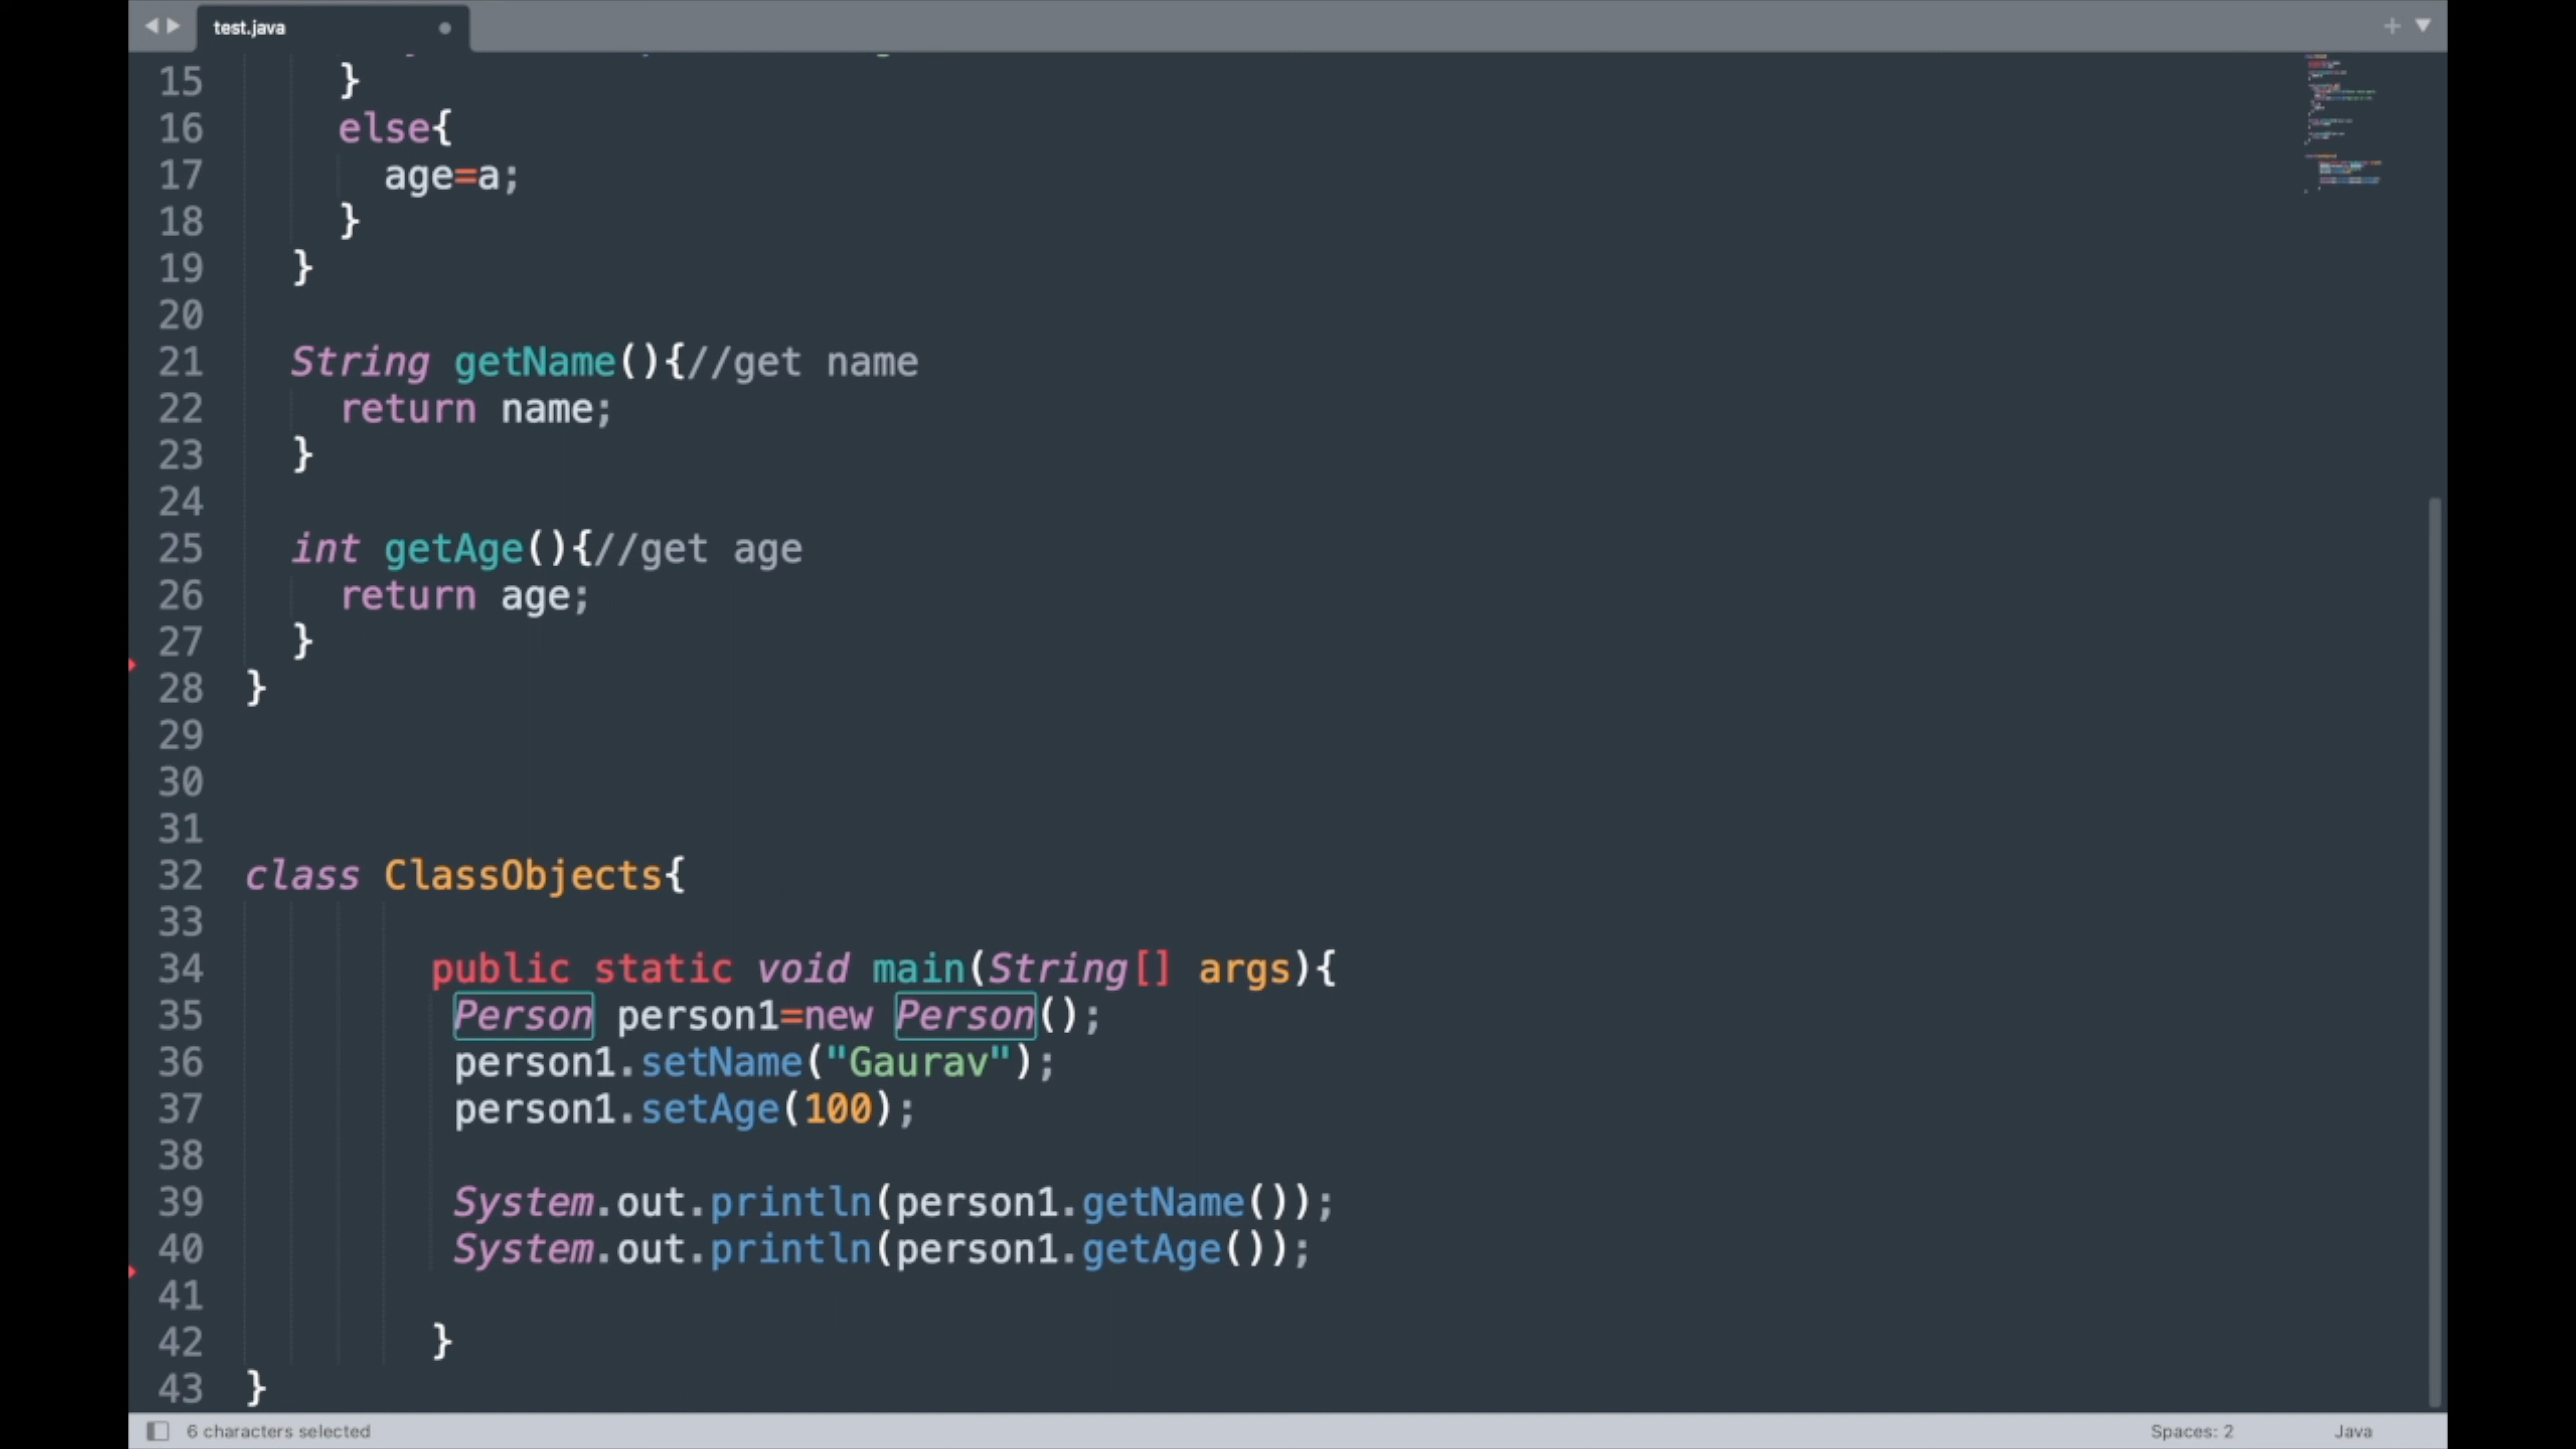 test.java
15 }
16 else{
17 age=a;
18 }
19 }
20
21 String getName(){//get name
22 return name;
23 }
24
25 int getAge(){//get age
26 return age;
27 }
28 }
29
30
31
32 class ClassObjects{
33
34 public static void main(String[] args){
35 Person person1=new Person();
36 person1.setName("Gaurav");
37 person1.setAge(100);
38
39 System.out.println(person1.getName());
40 System.out.println(person1.getAge());
41
42 }
43 }
6 characters selected Spaces: 2 Java